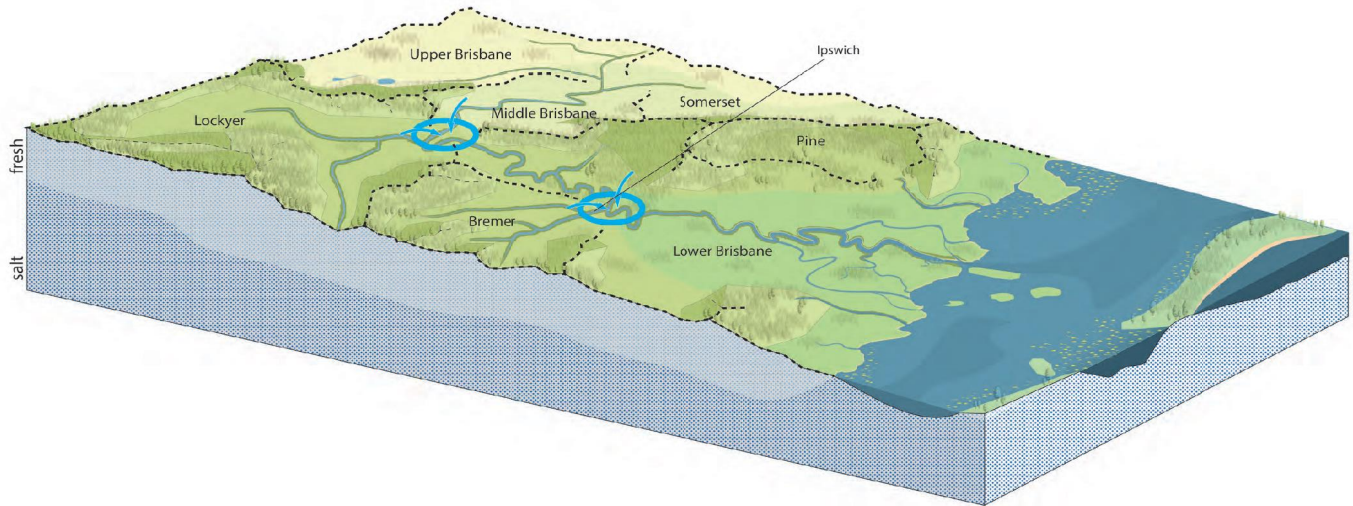 Ipswich
Upper Brisbane
Somerset
Middle Brisbane
Lockyer
Pine
fresh
Bremer
Lower Brisbane
salt